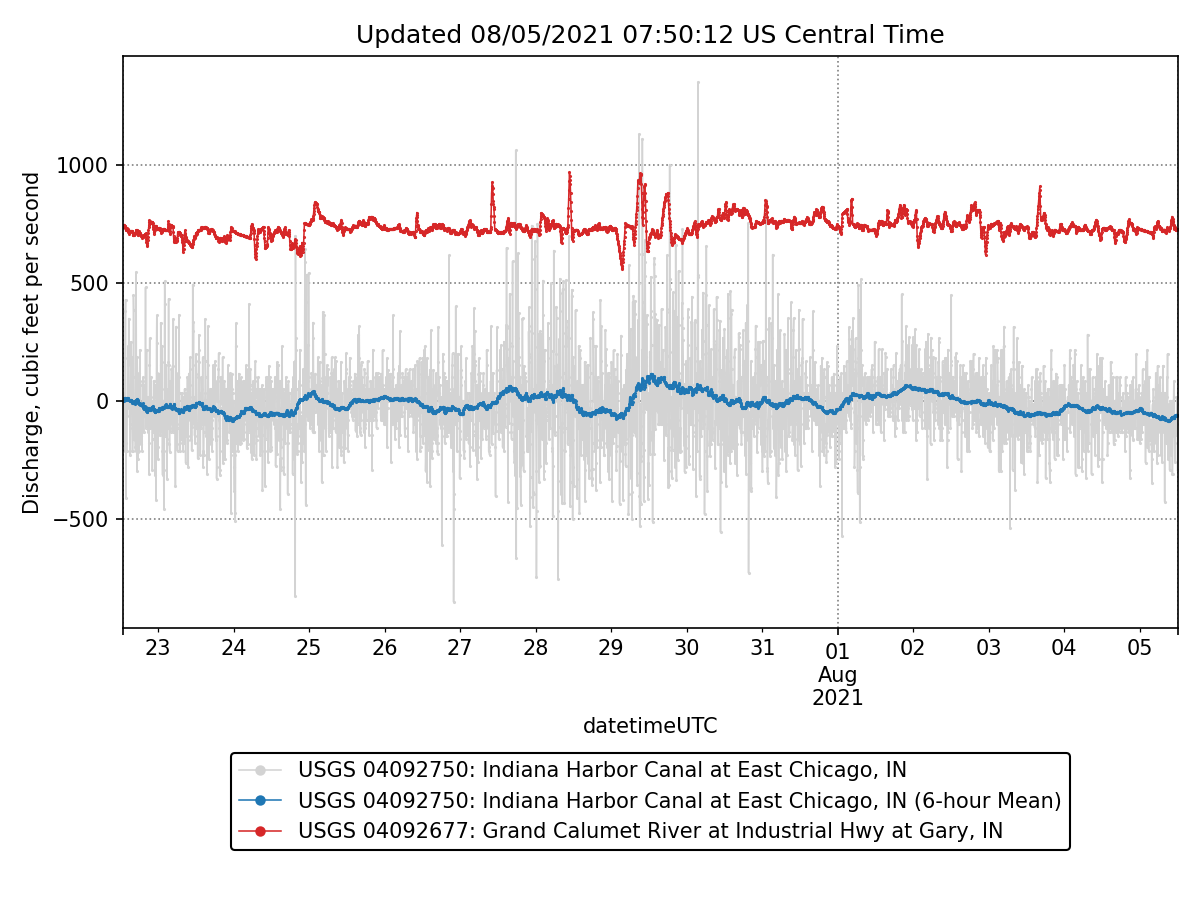 Updated 08/05/2021 07:50:12 US Central Time
Discharge, cubic feet per second
1000
500
0
−500
23 24 25 26 27 28 29 30 31 01 02 03 04 05
Aug
2021
datetimeUTC
USGS 04092750: Indiana Harbor Canal at East Chicago, IN
USGS 04092750: Indiana Harbor Canal at East Chicago, IN (6-hour Mean)
USGS 04092677: Grand Calumet River at Industrial Hwy at Gary, IN